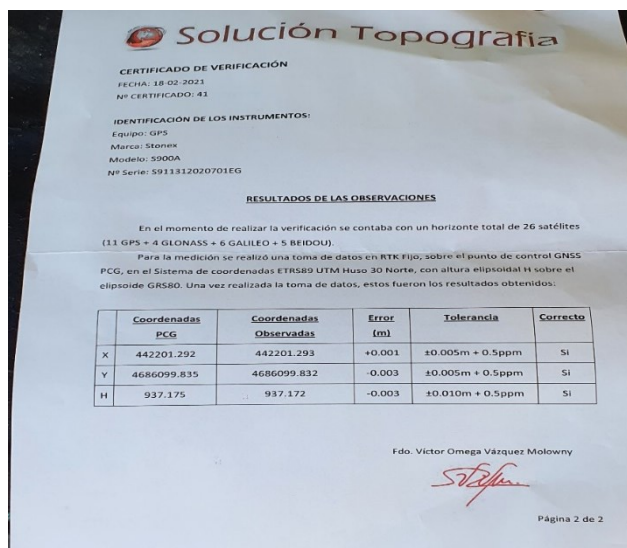 Solución Topografia
CERTIFICADO DE VERIFICACIÓN
FECHA: 18-02-2021
Nº CERTIFICADO: 41
IDENTIFICACIÓN DE LOS INSTRUMENTOS:
Equipo: GPS
Marca: Stonex
Modelo: S900A
Nº Serie: S911312020701EG
RESULTADOS DE LAS OBSERVACIONES
En el momento de realizar la verificación se contaba con un horizonte total de 26 satélites
(11 GPS + 4 GLONASS + 6 GALILEO + 5 BEIDOU).
Para la medición se realizó una toma de datos en RTK Fijo, sobre el punto de control GNSS
PCG, en el Sistema de coordenadas ETRS89 UTM Huso 30 Norte, con altura elipsoidal H sobre el
elipsoide GRS80. Una vez realizada la toma de datos, estos fueron los resultados obtenidos:
Coordenadas PCG Coordenadas Observadas Error (m) Tolerancia Correcto
X 442201.292 442201.293 +0.001 ±0.005m + 0.5ppm Si
Y 4686099.835 4686099.832 -0.003 ±0.005m + 0.5ppm Si
H 937.175 937.172 -0.003 ±0.010m + 0.5ppm Si
Fdo. Víctor Omega Vázquez Molowny
Página 2 de 2